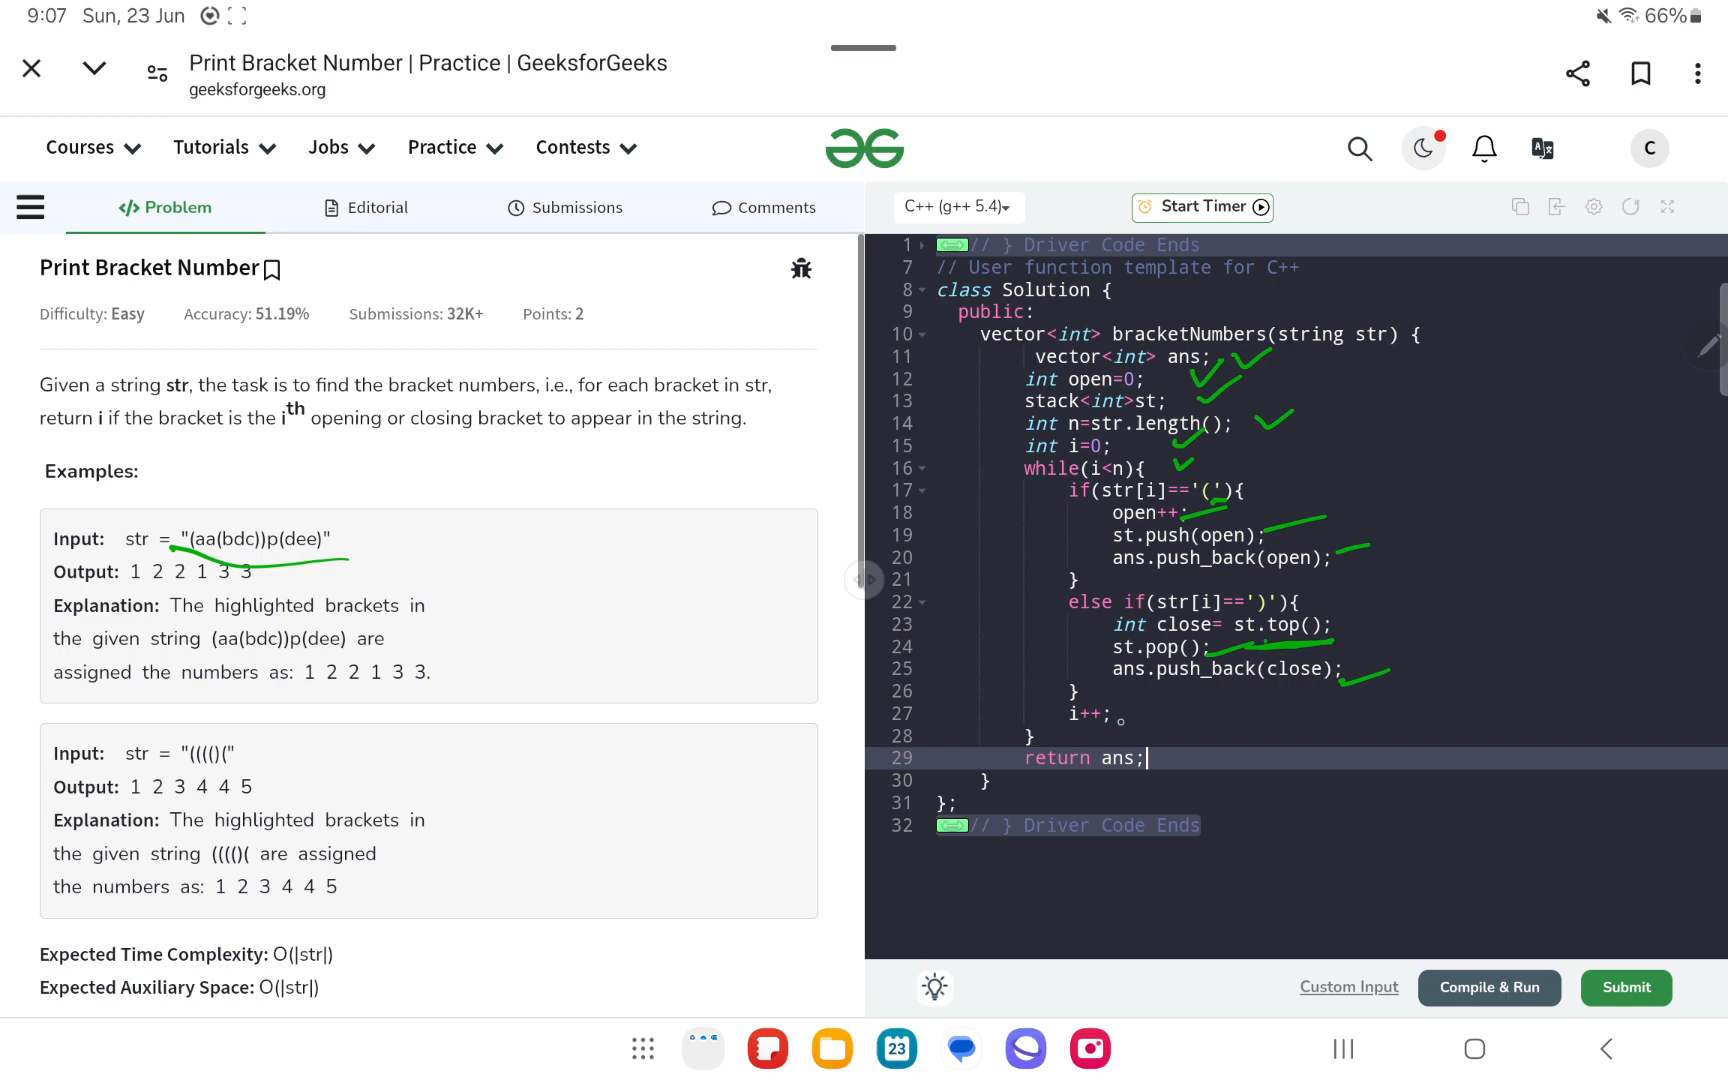 9:07 Sun, 23 Jun
66%
Print Bracket Number | Practice | GeeksforGeeks
geeksforgeeks.org
Courses Tutorials Jobs Practice Contests
C
</> Problem Editorial Submissions Comments
C++ (g++ 5.4) Start Timer
Print Bracket Number
Difficulty: Easy Accuracy: 51.19% Submissions: 32K+ Points: 2
Given a string str, the task is to find the bracket numbers, i.e., for each bracket in str,
return i if the bracket is the ith opening or closing bracket to appear in the string.
Examples:
Input: str = "(aa(bdc))p(dee)"
Output: 1 2 2 1 3 3
Explanation: The highlighted brackets in
the given string (aa(bdc))p(dee) are
assigned the numbers as: 1 2 2 1 3 3.
Input: str = "(((()("
Output: 1 2 3 4 4 5
Explanation: The highlighted brackets in
the given string (((()( are assigned
the numbers as: 1 2 3 4 4 5
Expected Time Complexity: O(|str|)
Expected Auxiliary Space: O(|str|)
1 // } Driver Code Ends
7 // User function template for C++
8 class Solution {
9 public:
10 vector<int> bracketNumbers(string str) {
11 vector<int> ans;
12 int open=0;
13 stack<int>st;
14 int n=str.length();
15 int i=0;
16 while(i<n){
17 if(str[i]=='('){
18 open++;
19 st.push(open);
20 ans.push_back(open);
21 }
22 else if(str[i]==')'){
23 int close= st.top();
24 st.pop();
25 ans.push_back(close);
26 }
27 i++;
28 }
29 return ans;
30 }
31 };
32 // } Driver Code Ends
Custom Input Compile & Run Submit
23